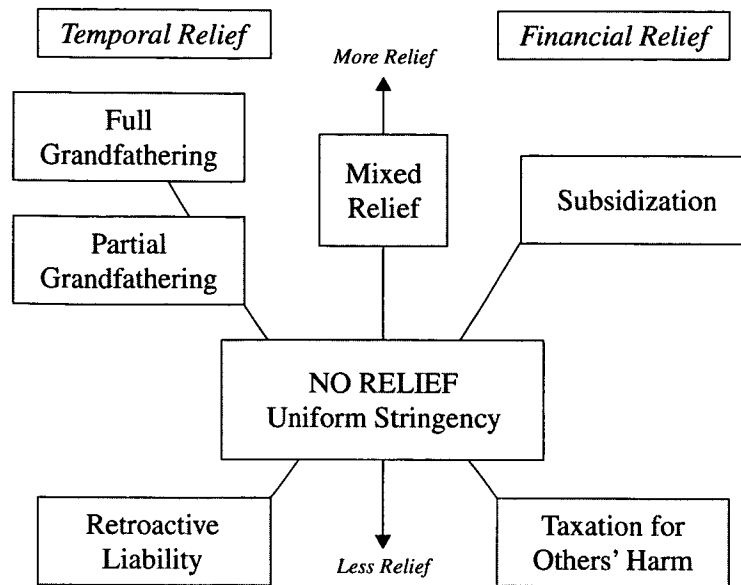 Temporal Relief
Financial Relief
More Relief
Full
Grandfathering
Mixed
Relief
Subsidization
Partial
Grandfathering
NO RELIEF
Uniform Stringency
Retroactive
Liability
Less Relief
Taxation for
Others' Harm